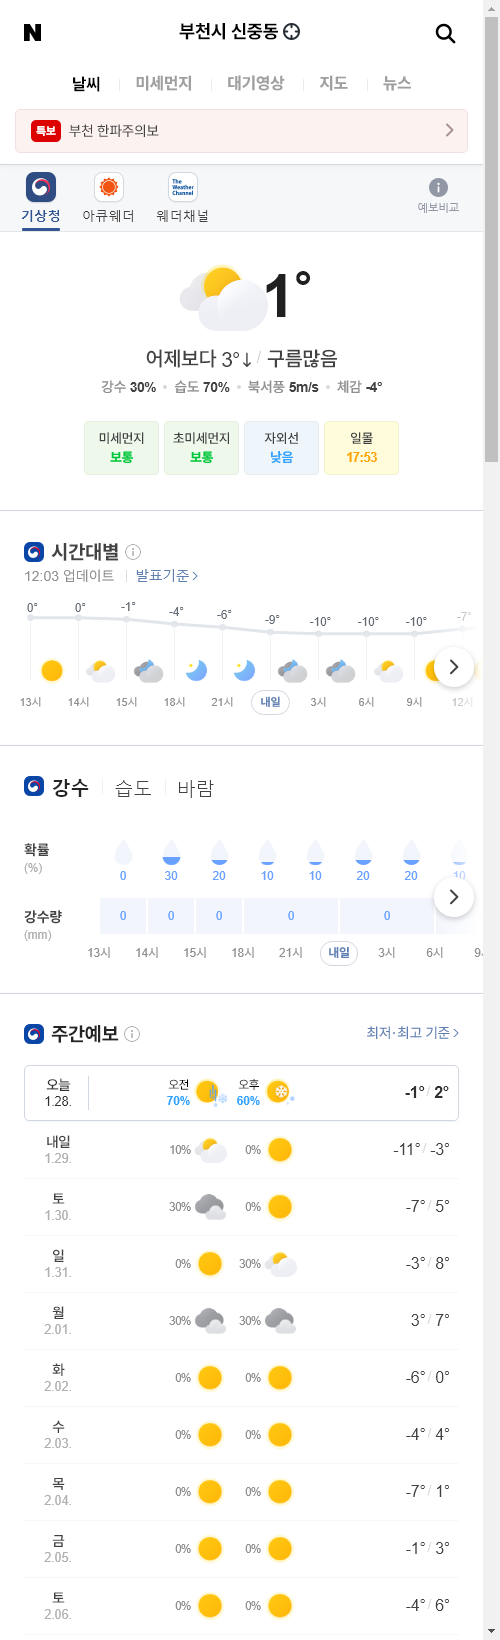 N 부천시 신중동
날씨 미세먼지 대기영상 지도 뉴스
특보 부천 한파주의보
The Weather Channel
기상청 아큐웨더 웨더채널 예보비교
1°
어제보다 3°↓ / 구름많음
강수 30% • 습도 70% • 북서풍 5m/s • 체감 -4°
미세먼지 초미세먼지 자외선 일몰
보통 보통 낮음 17:53
시간대별
12:03 업데이트 발표기준 >
0° 0° -1° -4° -6° -9° -10° -10° -10° -7°
13시 14시 15시 18시 21시 내일 3시 6시 9시 12시
강수 습도 바람
확률 (%)
0 30 20 10 10 20 20 10
강수량 (mm)
0 0 0 0 0
13시 14시 15시 18시 21시 내일 3시 6시
주간예보 최저·최고 기준 >
오늘 1.28. 오전 70% 오후 60% -1° / 2°
내일 1.29. 10% 0% -11° / -3°
토 1.30. 30% 0% -7° / 5°
일 1.31. 0% 30% -3° / 8°
월 2.01. 30% 30% 3° / 7°
화 2.02. 0% 0% -6° / 0°
수 2.03. 0% 0% -4° / 4°
목 2.04. 0% 0% -7° / 1°
금 2.05. 0% 0% -1° / 3°
토 2.06. 0% 0% -4° / 6°